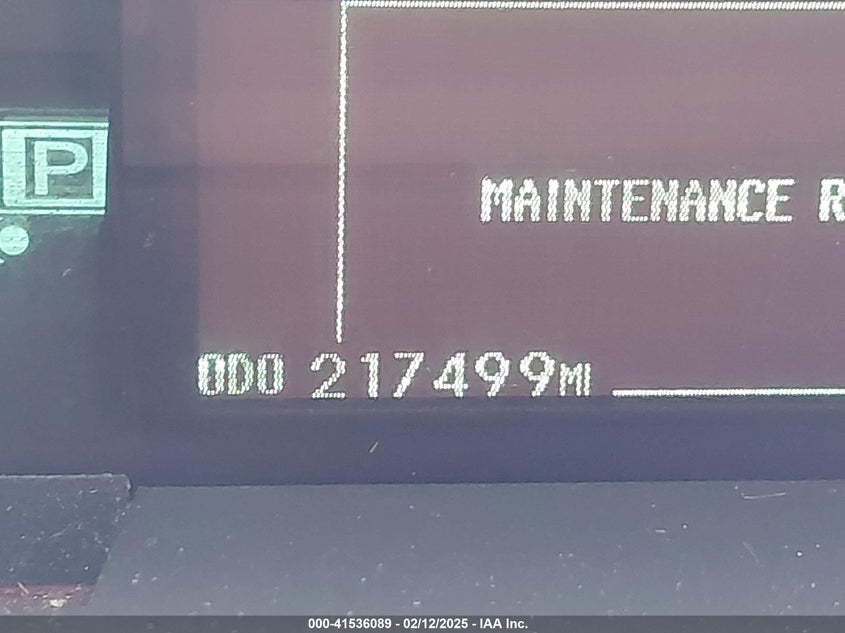 P
MAINTENANCE R
ODO 217499MI
000-41536089 - 02/12/2025 - IAA Inc.